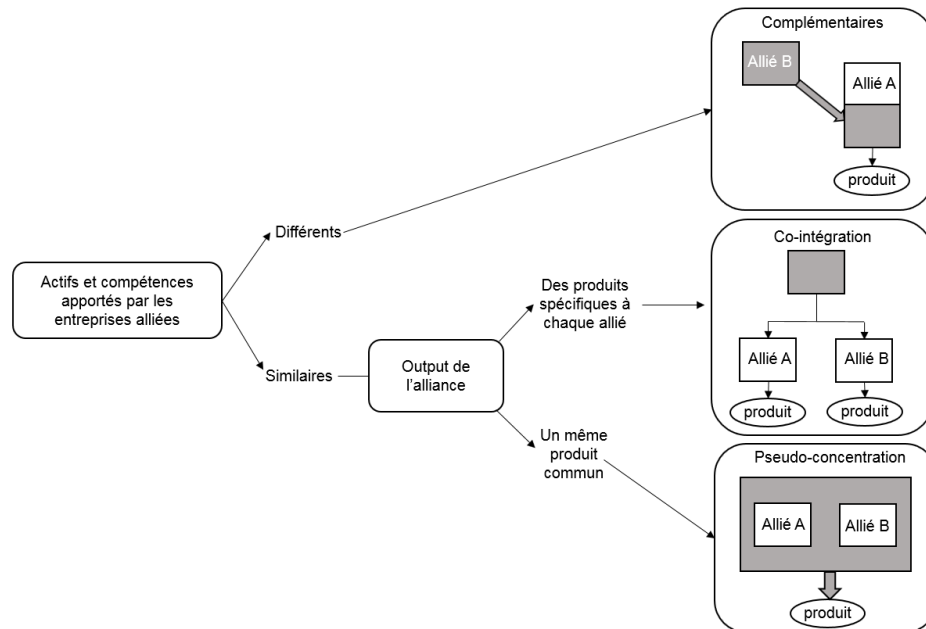 Complémentaires
Allié B
Allié A
produit
Différents
Actifs et compétences
apportés par les
entreprises alliées
Similaires
Output de
l'alliance
Des produits
spécifiques à
chaque allié
Un même
produit
commun
Co-intégration
Allié A
Allié B
produit
produit
Pseudo-concentration
Allié A
Allié B
produit